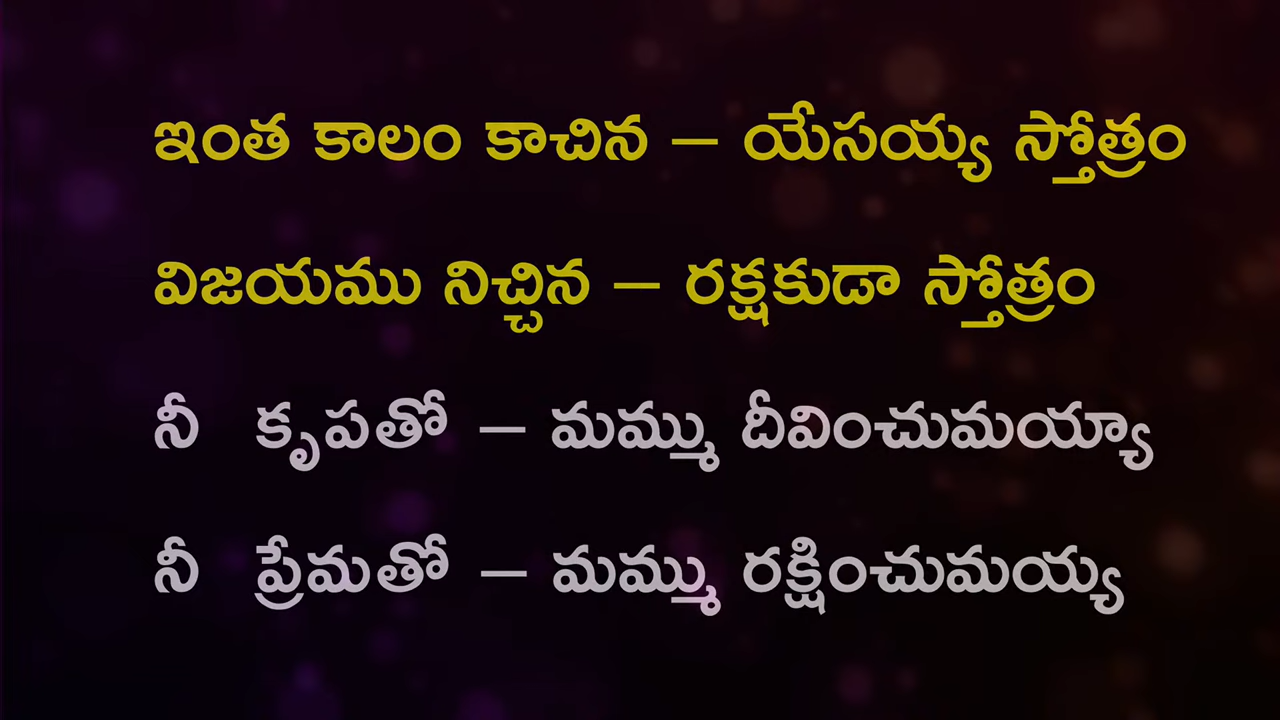 ఇంత కాలం కాచిన – యేసయ్య స్తోత్రం
విజయము నిచ్చిన – రక్షకుడా స్తోత్రం
నీ కృపతో – మమ్ము దీవించుమయ్యా
నీ ప్రేమతో – మమ్ము రక్షించుమయ్య